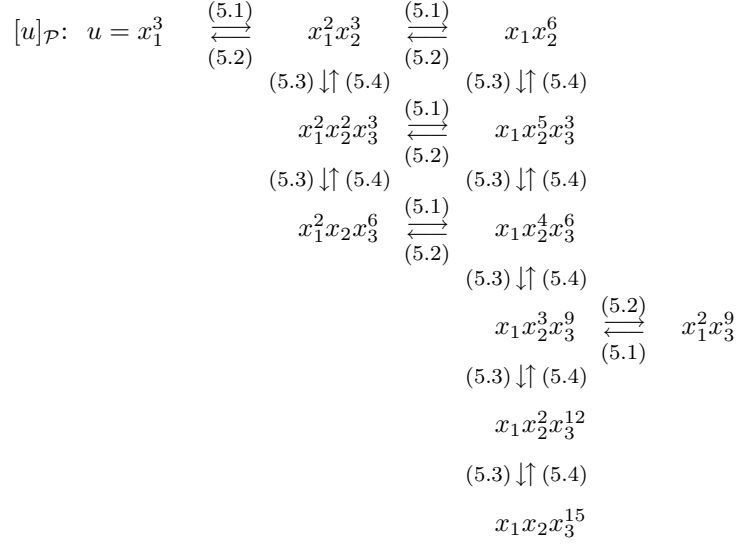 (5.1) (5.1)
[u]_𝒫: u = x_1^3 ⇄ x_1^2x_2^3 ⇄ x_1x_2^6
(5.2) (5.2)
(5.3) ↓↑ (5.4) (5.3) ↓↑ (5.4)
(5.1)
x_1^2x_2^2x_3^3 ⇄ x_1x_2^5x_3^3
(5.2)
(5.3) ↓↑ (5.4) (5.3) ↓↑ (5.4)
(5.1)
x_1^2x_2x_3^6 ⇄ x_1x_2^4x_3^6
(5.2)
(5.3) ↓↑ (5.4)
(5.2)
x_1x_2^3x_3^9 ⇄ x_1^2x_3^9
(5.1)
(5.3) ↓↑ (5.4)
x_1x_2^2x_3^{12}
(5.3) ↓↑ (5.4)
x_1x_2x_3^{15}